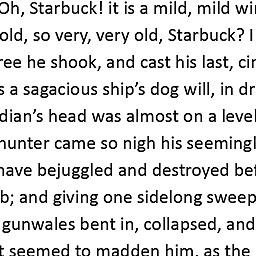 Oh, Starbuck! it is a mild, mild wi
old, so very, very old, Starbuck? I
ree he shook, and cast his last, cir
s a sagacious ship's dog will, in dr
dian's head was almost on a level
hunter came so nigh his seemingl
have bejuggled and destroyed bef
b; and giving one sidelong sweep
gunwales bent in, collapsed, and
t seemed to madden him, as the